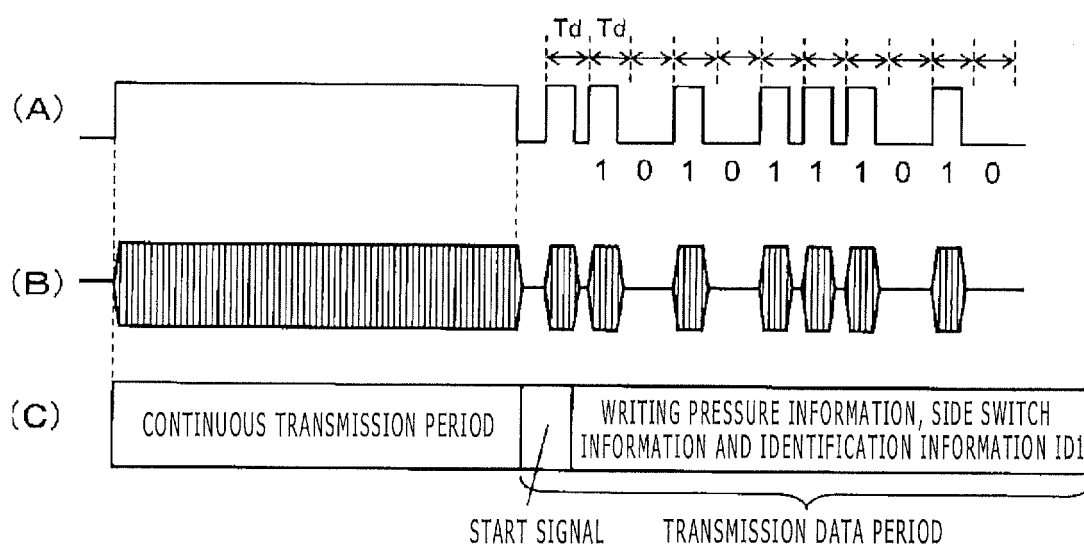 Td Td
(A)
1 0 1 0 1 1 1 0 1 0
(B)
(C)
CONTINUOUS TRANSMISSION PERIOD
WRITING PRESSURE INFORMATION, SIDE SWITCH
INFORMATION AND IDENTIFICATION INFORMATION ID1
START SIGNAL
TRANSMISSION DATA PERIOD